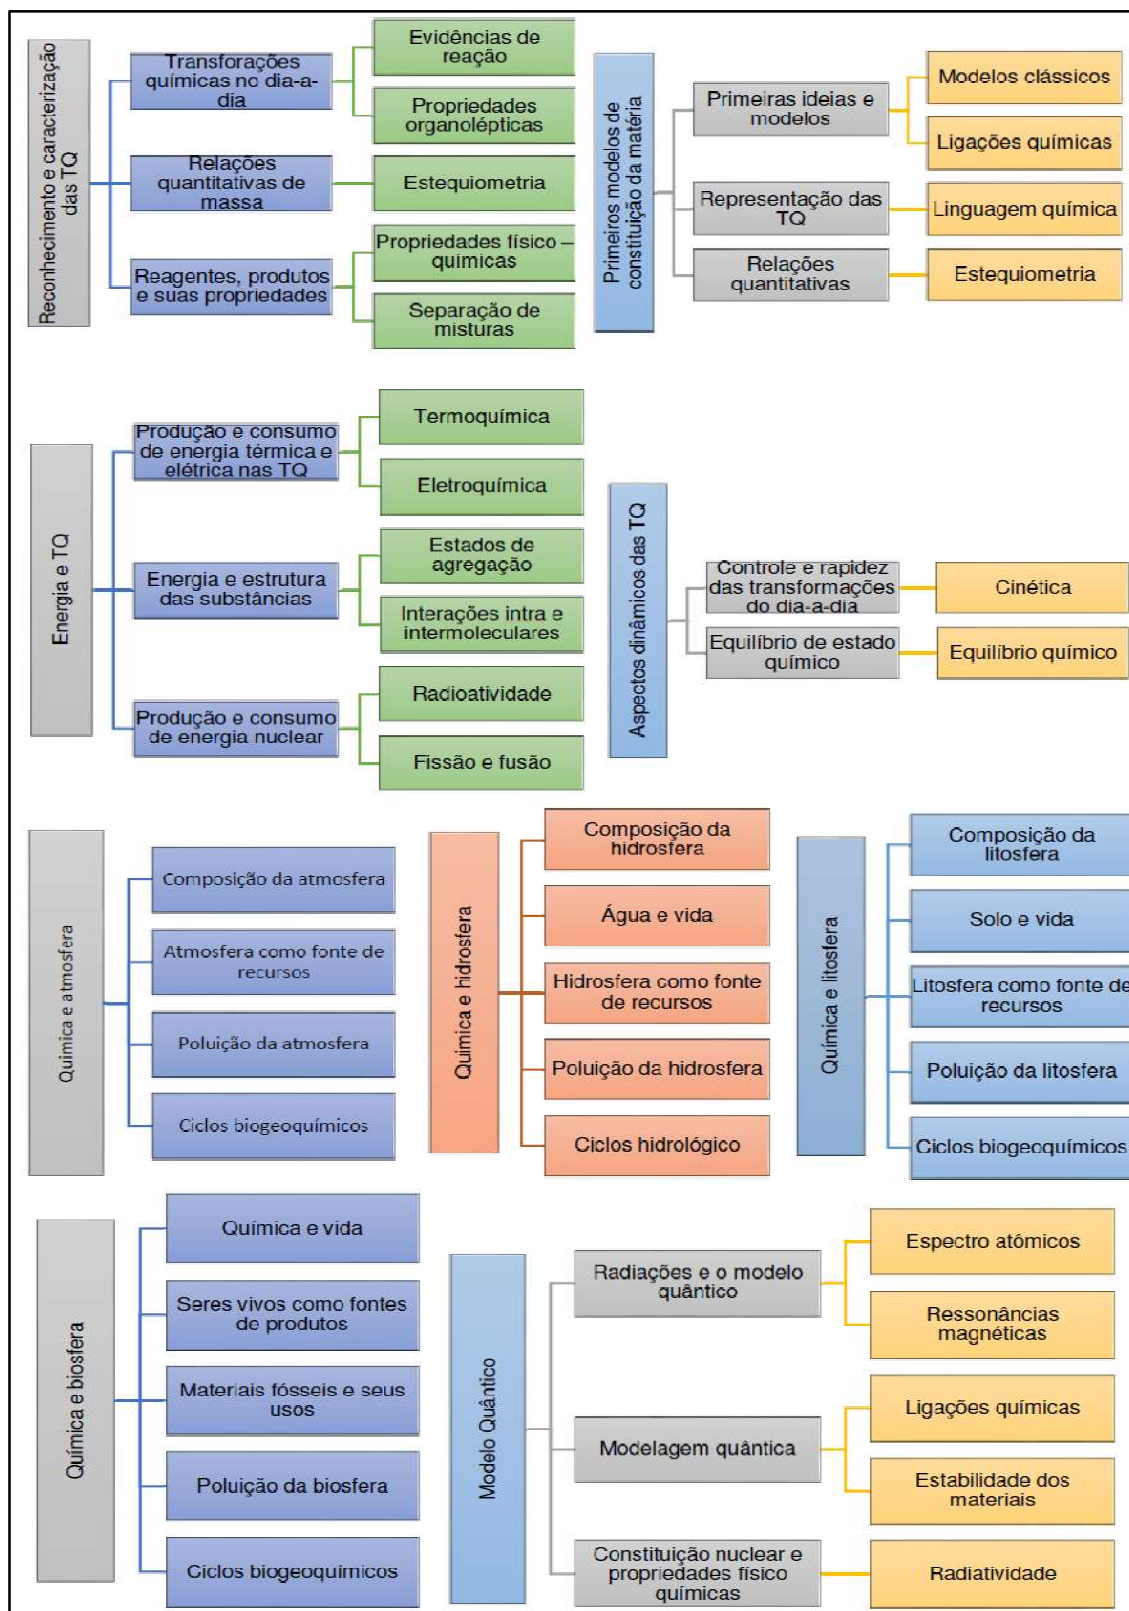 Reconhecimento e caracterização
das TQ
Transforações
químicas no dia-a-
dia
Evidências de
reação
Propriedades
organolépticas
Relações
quantitativas de
massa
Estequiometria
Reagentes, produtos
e suas propriedades
Propriedades físico –
químicas
Separação de
misturas
Primeiros modelos de
constituição da matéria
Primeiras ideias e
modelos
Modelos clássicos
Ligações químicas
Representação das
TQ
Linguagem química
Relações
quantitativas
Estequiometria
Energia e TQ
Produção e consumo
de energia térmica e
elétrica nas TQ
Termoquímica
Eletroquímica
Energia e estrutura
das substâncias
Estados de
agregação
Interações intra e
intermoleculares
Produção e consumo
de energia nuclear
Radioatividade
Fissão e fusão
Aspectos dinâmicos das TQ
Controle e rapidez
das transformações
do dia-a-dia
Cinética
Equilíbrio de estado
químico
Equilíbrio químico
Quimica e atmosfera
Composição da atmosfera
Atmosfera como fonte de
recursos
Poluição da atmosfera
Ciclos biogeoquímicos
Quimica e hidrosfera
Composição da
hidrosfera
Água e vida
Hidrosfera como fonte
de recursos
Poluição da hidrosfera
Ciclos hidrológico
Química e litosfera
Composição da
litosfera
Solo e vida
Litosfera como fonte de
recursos
Poluição da litosfera
Ciclos biogeoquímicos
Química e biosfera
Química e vida
Seres vivos como fontes
de produtos
Materiais fósseis e seus
usos
Poluição da biosfera
Ciclos biogeoquímicos
Modelo Quântico
Radiações e o modelo
quântico
Espectro atômicos
Ressonâncias
magnéticas
Modelagem quântica
Ligações químicas
Estabilidade dos
materiais
Constituição nuclear e
propriedades físico
químicas
Radiatividade